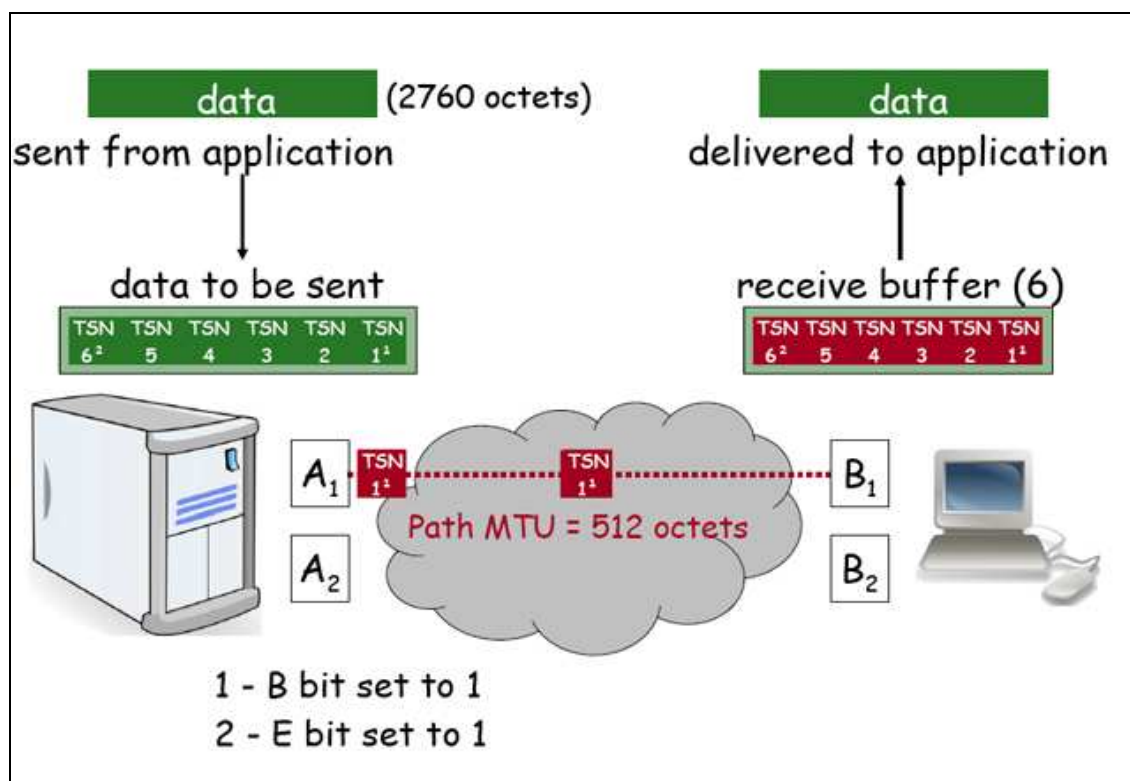 data (2760 octets)
sent from application
data
delivered to application
data to be sent
TSN TSN TSN TSN TSN TSN
6² 5 4 3 2 1¹
receive buffer (6)
TSN TSN TSN TSN TSN TSN
6² 5 4 3 2 1¹
A₁
TSN
1¹
TSN
1¹
B₁
Path MTU = 512 octets
A₂
B₂
1 - B bit set to 1
2 - E bit set to 1